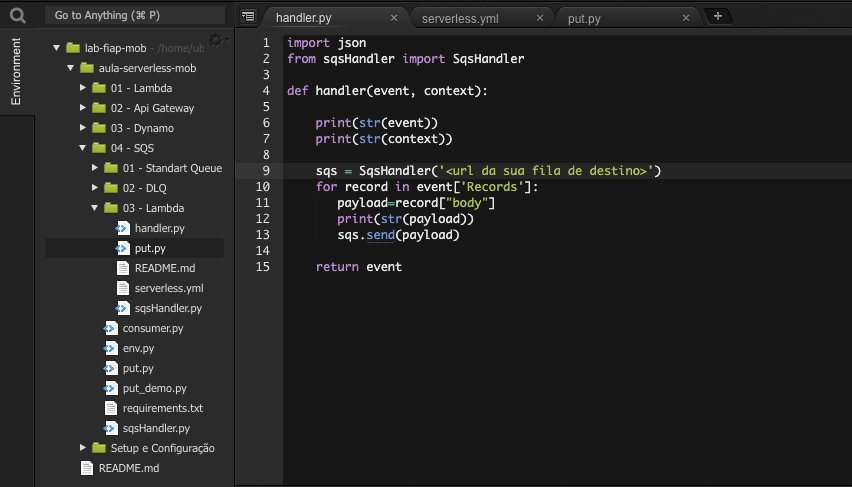 Go to Anything (⌘ P)
Environment
lab-fiap-mob - /home/ub
aula-serverless-mob
01 - Lambda
02 - Api Gateway
03 - Dynamo
04 - SQS
01 - Standart Queue
02 - DLQ
03 - Lambda
handler.py
put.py
README.md
serverless.yml
sqsHandler.py
consumer.py
env.py
put.py
put_demo.py
requirements.txt
sqsHandler.py
Setup e Configuração
README.md
handler.py × serverless.yml × put.py × +
1 import json
2 from sqsHandler import SqsHandler
3
4 def handler(event, context):
5
6     print(str(event))
7     print(str(context))
8
9     sqs = SqsHandler('<url da sua fila de destino>')
10     for record in event['Records']:
11        payload=record["body"]
12        print(str(payload))
13        sqs.send(payload)
14
15     return event